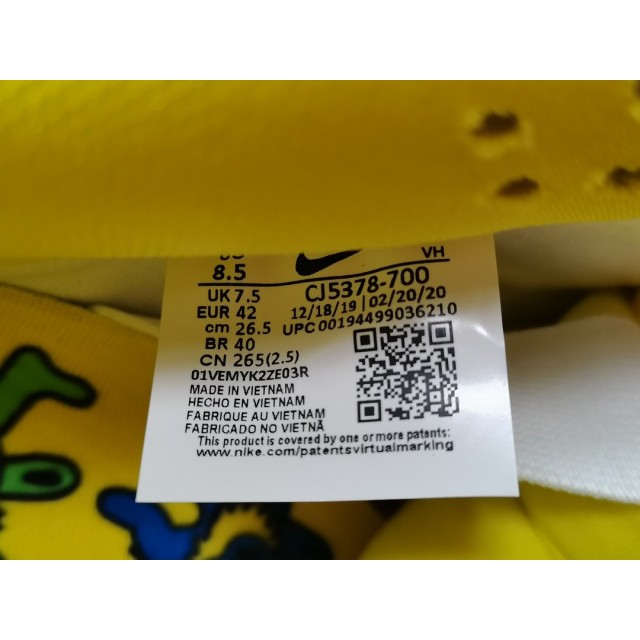 8.5
VH
UK 7.5
CJ5378-700
EUR 42
12/18/19 02/20/20
cm 26.5
UPC 00194499036210
BR 40
CN 265(2.5)
01VEMYK2ZE03R
MADE IN VIETNAM
HECHO EN VIETNAM
FABRIQUE AU VIETNAM
FABRICADO NO VIETNÃ
This product is covered by one or more patents:
www.nike.com/patentsvirtualmarking